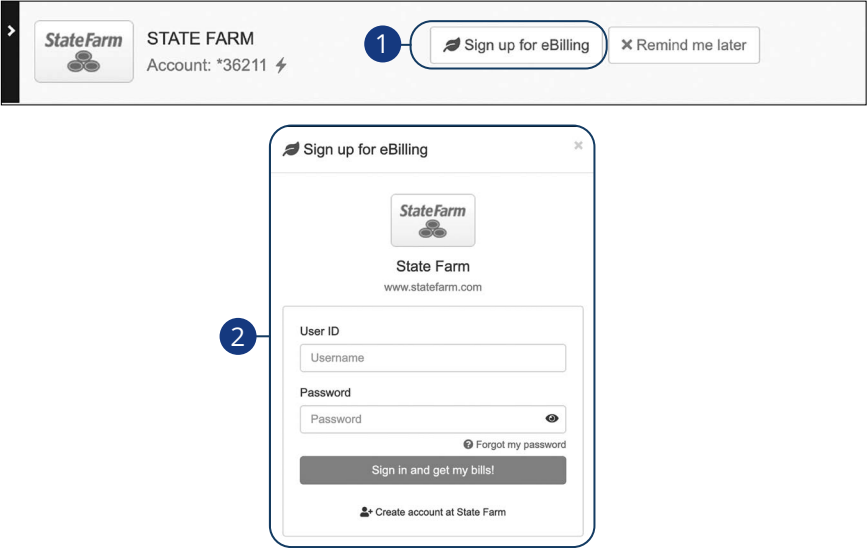 StateFarm
STATE FARM
Account: *36211
1
Sign up for eBilling
Remind me later
Sign up for eBilling
StateFarm
State Farm
www.statefarm.com
2
User ID
Username
Password
Password
Forgot my password
Sign in and get my bills!
Create account at State Farm